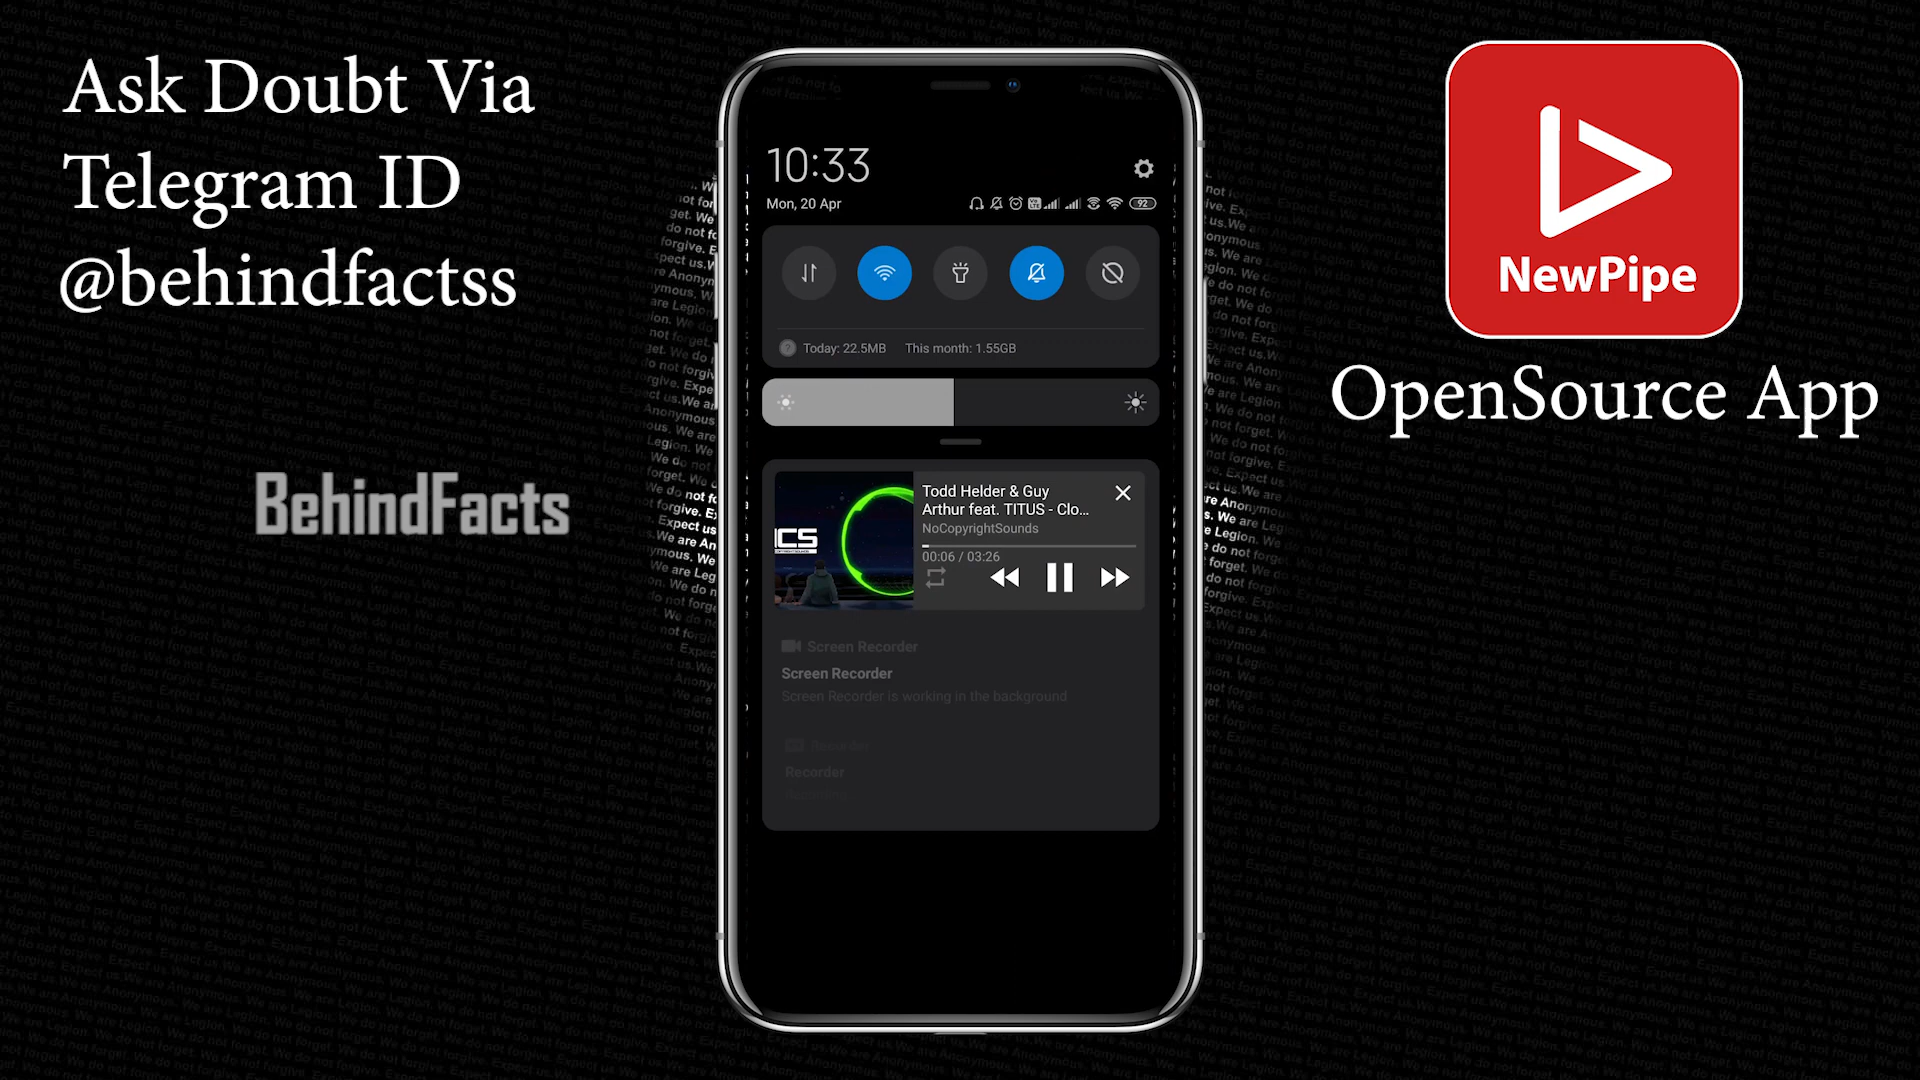 Ask Doubt Via
Telegram ID
@behindfactss
BehindFacts
10:33
Mon, 20 Apr
92
Today: 22.5MB This month: 1.55GB
Todd Helder & Guy
Arthur feat. TITUS - Clo...
NoCopyrightSounds
00:06 / 03:26
Screen Recorder
Screen Recorder
Screen Recorder is working in the background
Recorder
Recorder
NewPipe
OpenSource App